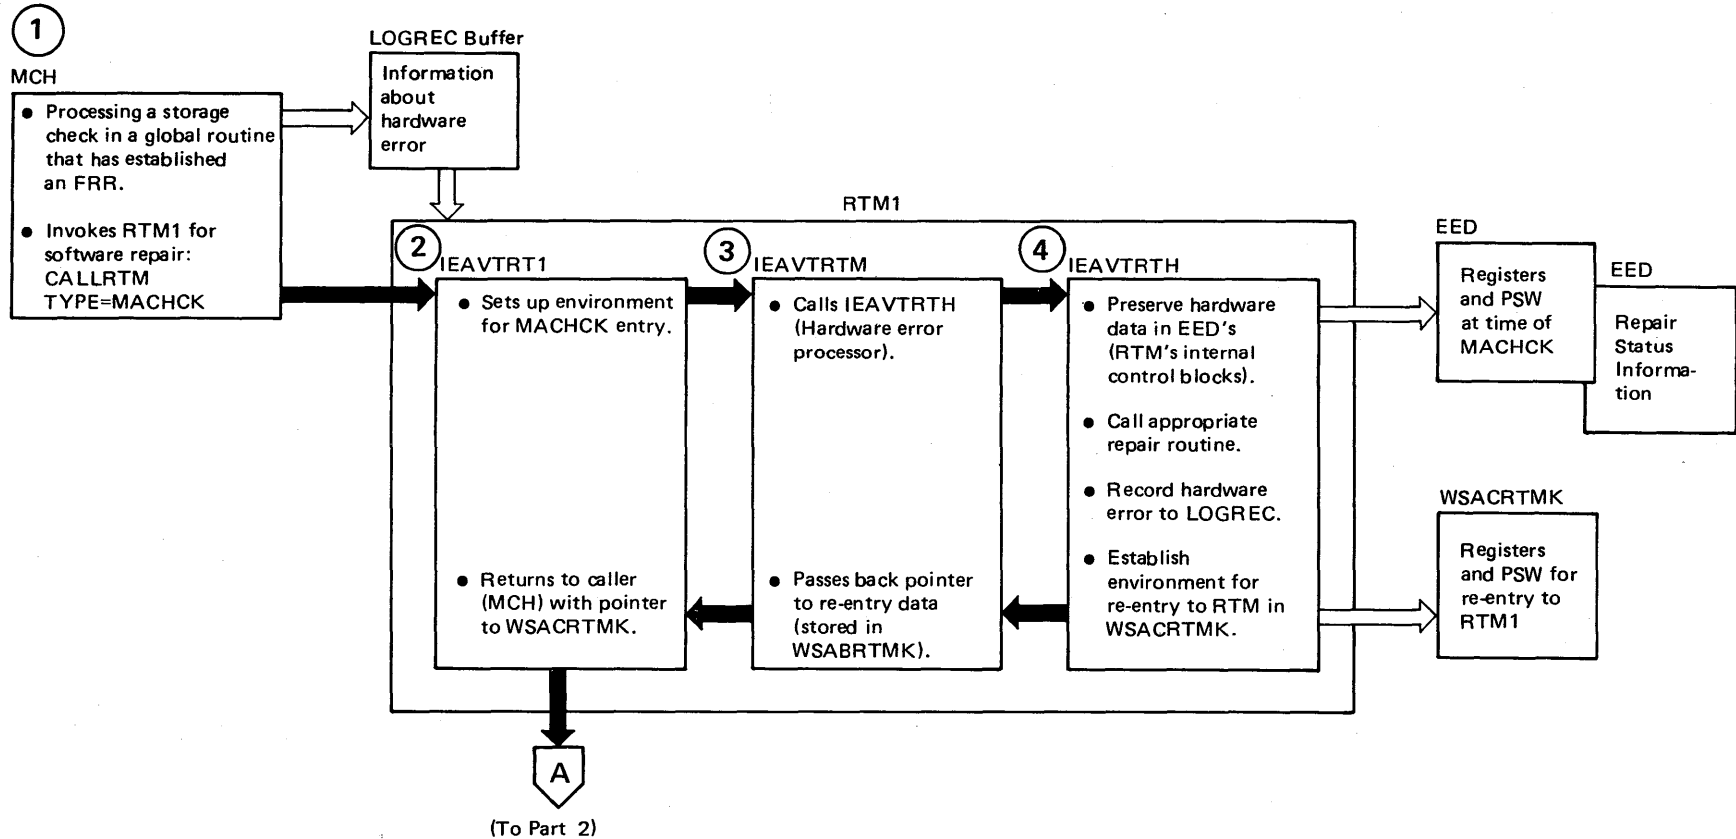 1
MCH
● Processing a storage
check in a global routine
that has established
an FRR.
● Invokes RTM1 for
software repair:
CALLRTM
TYPE=MACHCK
LOGREC Buffer
Information
about
hardware
error
RTM1
2
IEAVTRT1
● Sets up environment
for MACHCK entry.
● Returns to caller
(MCH) with pointer
to WSACRTMK.
3
IEAVTRTM
● Calls IEAVTRTH
(Hardware error
processor).
● Passes back pointer
to re-entry data
(stored in
WSABRTMK).
4
IEAVTRTH
● Preserve hardware
data in EED's
(RTM's internal
control blocks).
● Call appropriate
repair routine.
● Record hardware
error to LOGREC.
● Establish
environment for
re-entry to RTM in
WSACRTMK.
EED
Registers
and PSW
at time of
MACHCK
EED
Repair
Status
Informa-
tion
WSACRTMK
Registers
and PSW for
re-entry to
RTM1
A
(To Part 2)